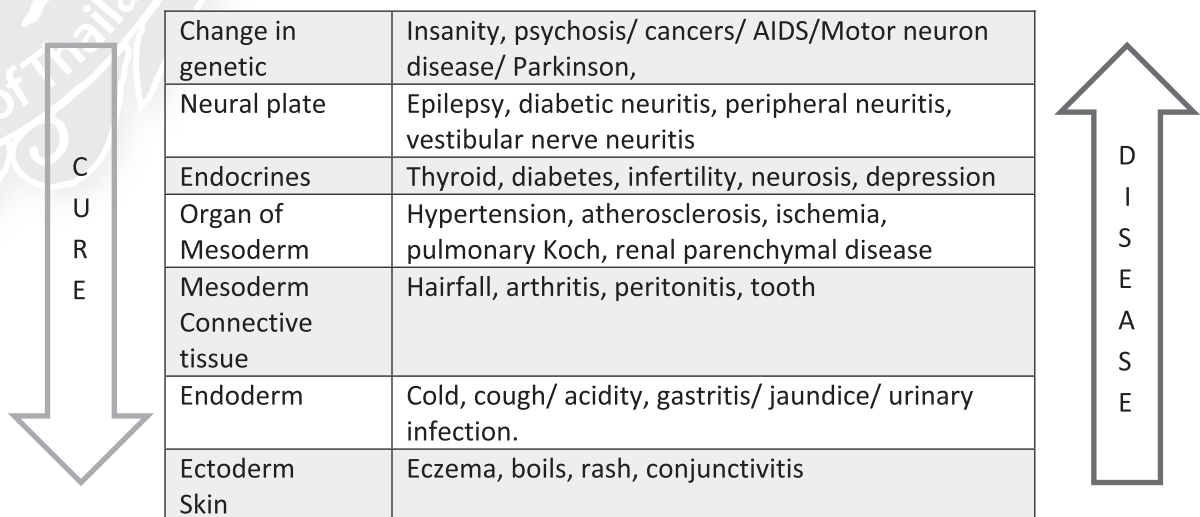 of Thaila
Change in
genetic
Insanity, psychosis/ cancers/ AIDS/Motor neuron
disease/ Parkinson,
Neural plate
Epilepsy, diabetic neuritis, peripheral neuritis,
vestibular nerve neuritis
Endocrines
Thyroid, diabetes, infertility, neurosis, depression
Organ of
Mesoderm
Hypertension, atherosclerosis, ischemia,
pulmonary Koch, renal parenchymal disease
Mesoderm
Connective
tissue
Hairfall, arthritis, peritonitis, tooth
Endoderm
Cold, cough/ acidity, gastritis/ jaundice/ urinary
infection.
Ectoderm
Skin
Eczema, boils, rash, conjunctivitis
C
U
R
E
D
I
S
E
A
S
E